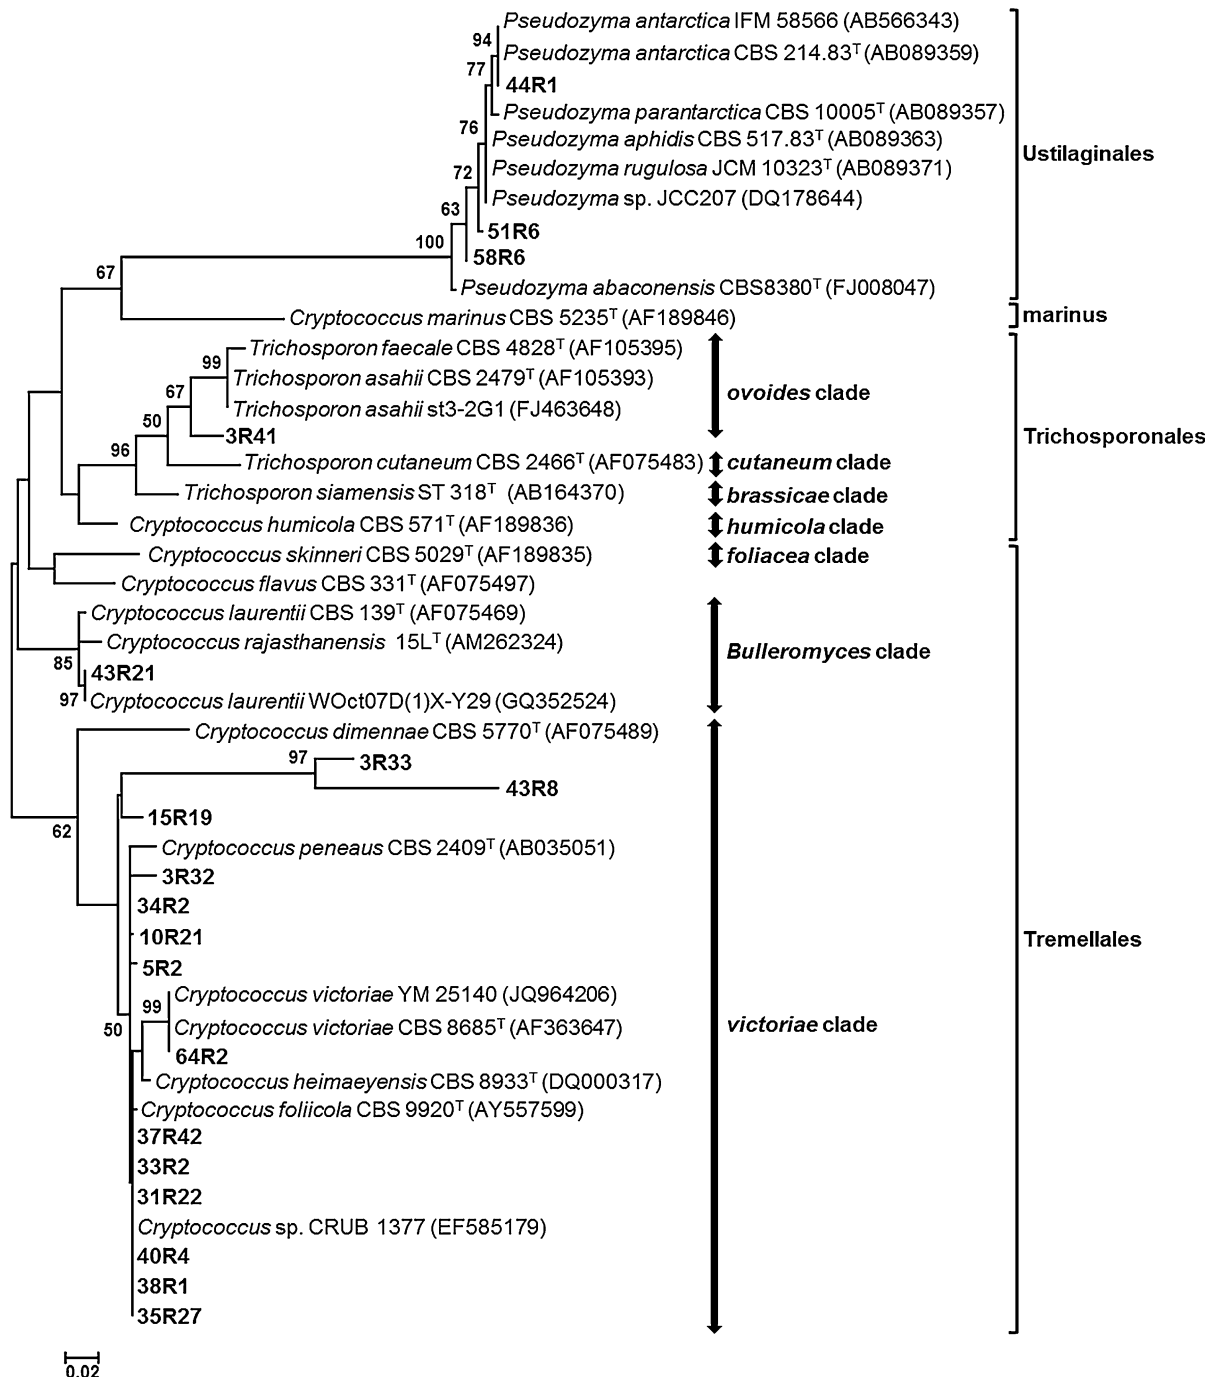 Pseudozyma antarctica IFM 58566 (AB566343)
94
Pseudozyma antarctica CBS 214.83T (AB089359)
77
44R1
Pseudozyma parantarctica CBS 10005T (AB089357)
76
Pseudozyma aphidis CBS 517.83T (AB089363)
Ustilaginales
72
Pseudozyma rugulosa JCM 10323T (AB089371)
Pseudozyma sp. JCC207 (DQ178644)
63
51R6
100
58R6
67
Pseudozyma abaconensis CBS8380T (FJ008047)
Cryptococcus marinus CBS 5235T (AF189846)
marinus
Trichosporon faecale CBS 4828T (AF105395)
99
Trichosporon asahii CBS 2479T (AF105393)
67
ovoides clade
Trichosporon asahii st3-2G1 (FJ463648)
50
3R41
Trichosporonales
96
Trichosporon cutaneum CBS 2466T (AF075483)
cutaneum clade
Trichosporon siamensis ST 318T (AB164370)
brassicae clade
Cryptococcus humicola CBS 571T (AF189836)
humicola clade
Cryptococcus skinneri CBS 5029T (AF189835)
foliacea clade
Cryptococcus flavus CBS 331T (AF075497)
Cryptococcus laurentii CBS 139T (AF075469)
Cryptococcus rajasthanensis 15LT (AM262324)
Bulleromyces clade
85
43R21
97
Cryptococcus laurentii WOct07D(1)X-Y29 (GQ352524)
Cryptococcus dimennae CBS 5770T (AF075489)
97
3R33
43R8
15R19
62
Cryptococcus peneaus CBS 2409T (AB035051)
3R32
34R2
10R21
Tremellales
5R2
Cryptococcus victoriae YM 25140 (JQ964206)
99
Cryptococcus victoriae CBS 8685T (AF363647)
victoriae clade
50
64R2
Cryptococcus heimaeyensis CBS 8933T (DQ000317)
Cryptococcus foliicola CBS 9920T (AY557599)
37R42
33R2
31R22
Cryptococcus sp. CRUB 1377 (EF585179)
40R4
38R1
35R27
0.02